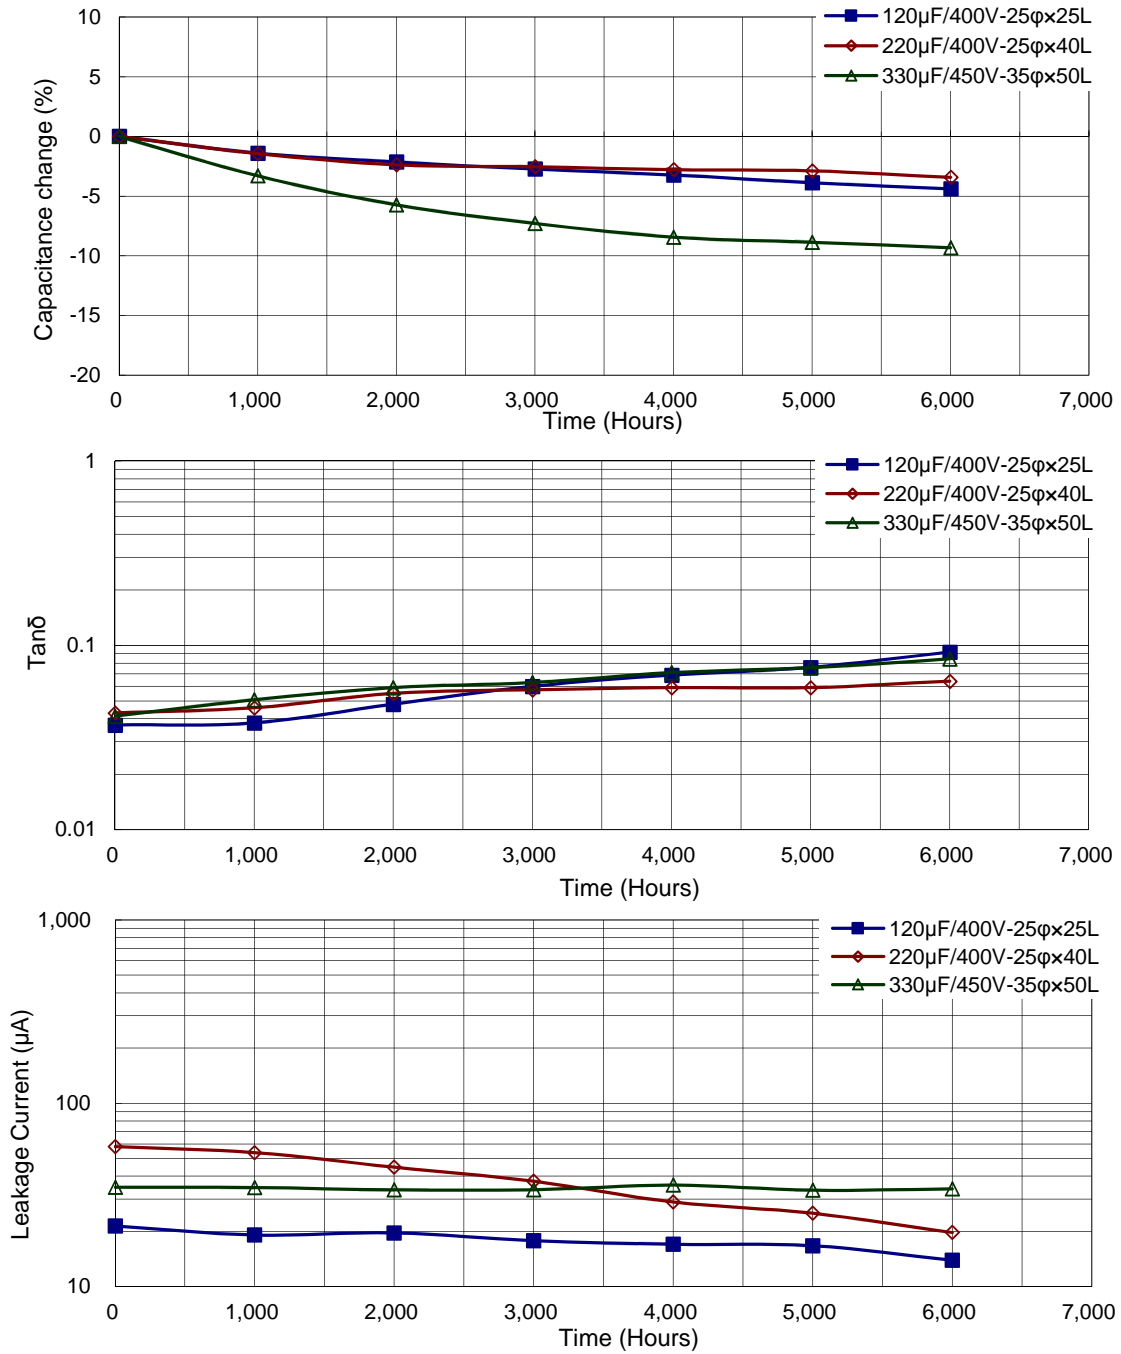 10
5
0
-5
-10
-15
-20
Capacitance change (%)
120μF/400V-25φ×25L
220μF/400V-25φ×40L
330μF/450V-35φ×50L
0 1,000 2,000 3,000 4,000 5,000 6,000 7,000
Time (Hours)
1
0.1
0.01
Tanδ
120μF/400V-25φ×25L
220μF/400V-25φ×40L
330μF/450V-35φ×50L
0 1,000 2,000 3,000 4,000 5,000 6,000 7,000
Time (Hours)
1,000
100
10
Leakage Current (μA)
120μF/400V-25φ×25L
220μF/400V-25φ×40L
330μF/450V-35φ×50L
0 1,000 2,000 3,000 4,000 5,000 6,000 7,000
Time (Hours)